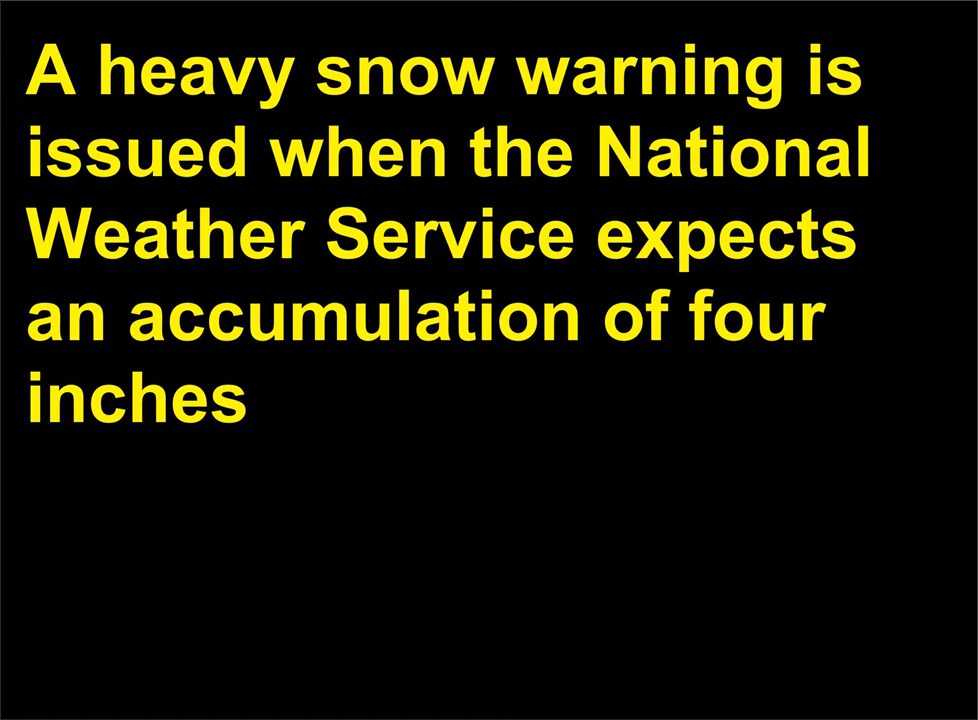 A heavy snow warning is
issued when the National
Weather Service expects
an accumulation of four
inches